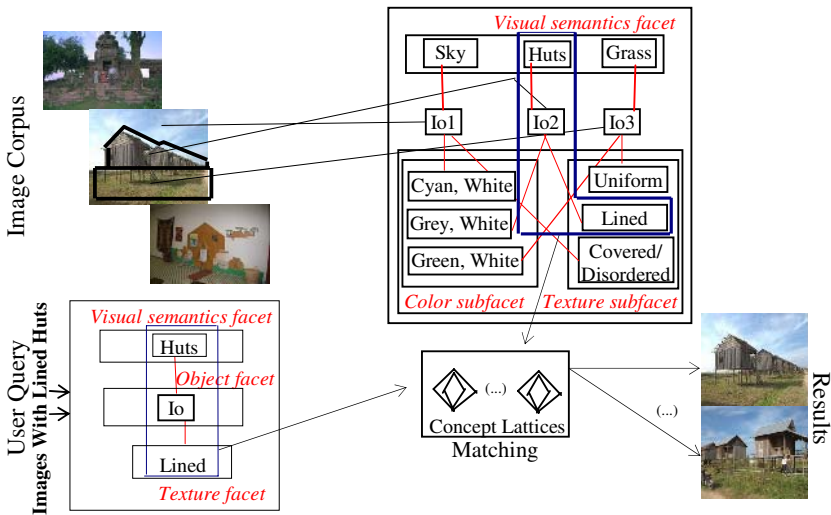 Image Corpus
Visual semantics facet
Sky
Huts
Grass
Io1
Io2
Io3
Cyan, White
Grey, White
Green, White
Uniform
Lined
Covered/
Disordered
Color subfacet
Texture subfacet
User Query
Images With Lined Huts
Visual semantics facet
Huts
Object facet
Io
Lined
Texture facet
(...)
Concept Lattices
Matching
(...)
Results